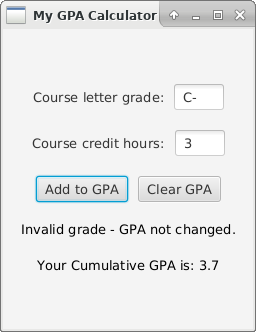 My GPA Calculator
Course letter grade: C-
Course credit hours: 3
Add to GPA Clear GPA
Invalid grade - GPA not changed.
Your Cumulative GPA is: 3.7